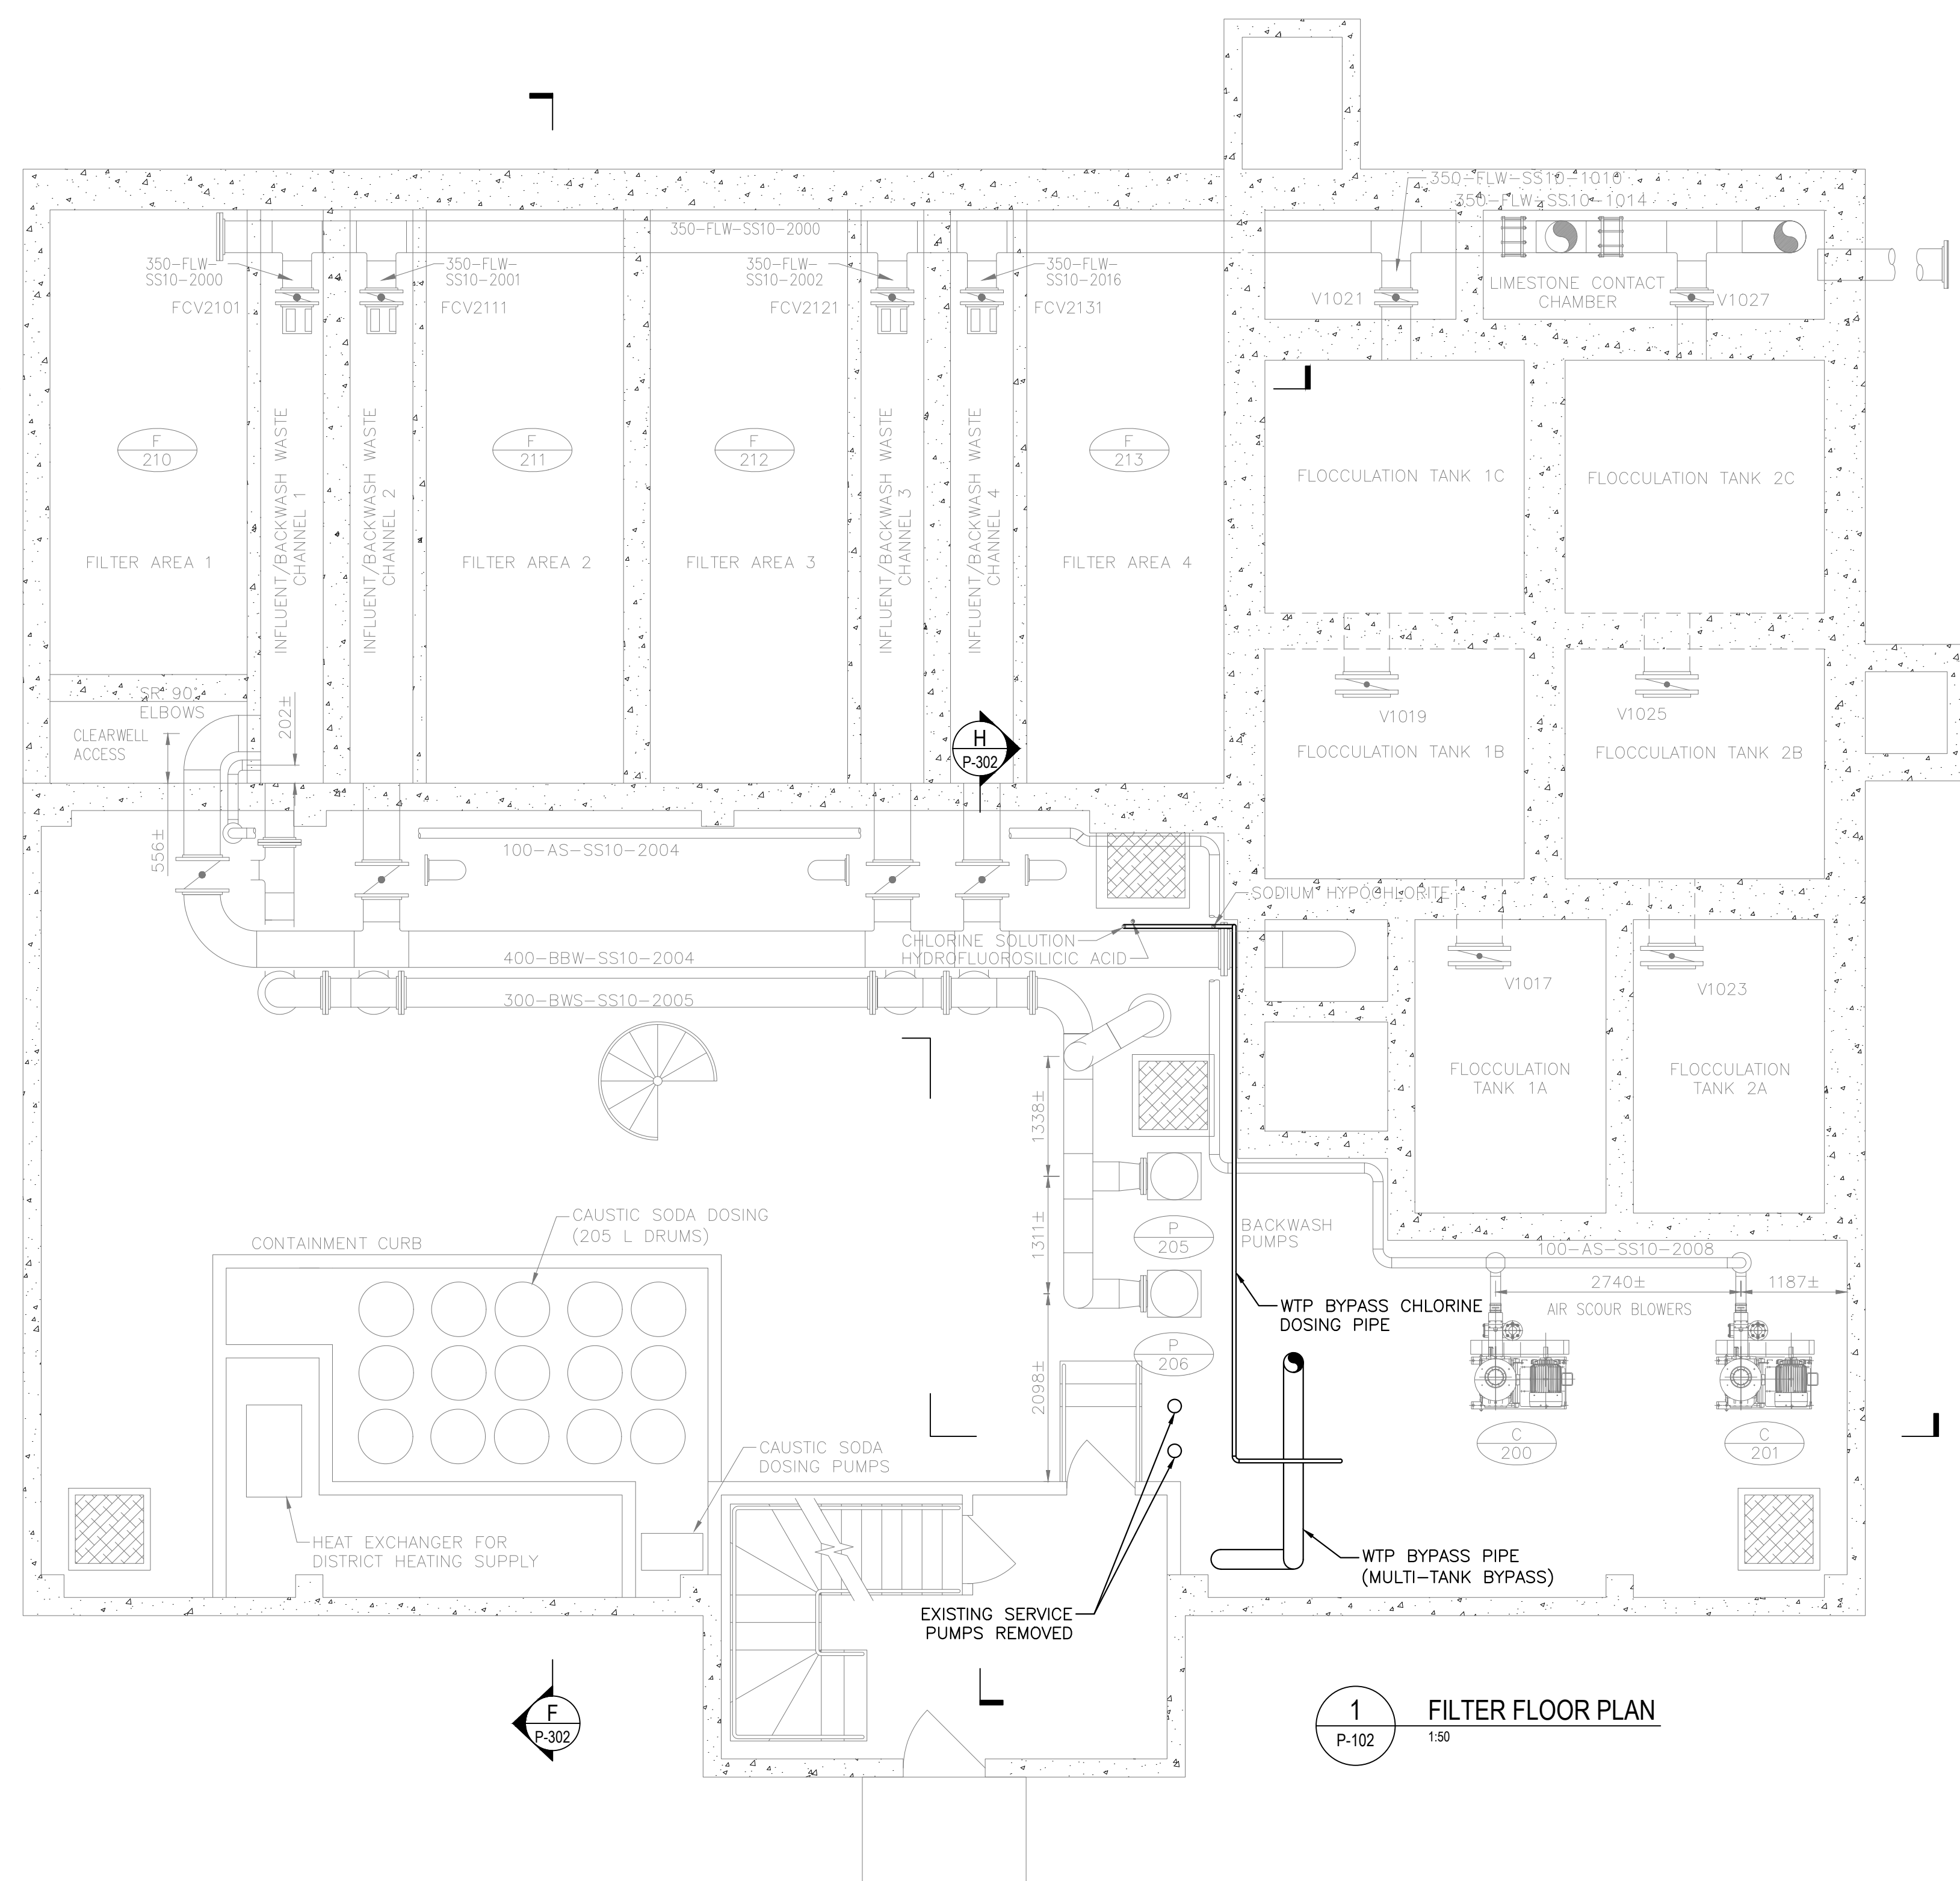 350-FLW-SS10-1010
350-FLW-SS10-1014
350-FLW-SS10-2000
350-FLW-
SS10-2000
FCV2101
350-FLW-
SS10-2001
FCV2111
350-FLW-
SS10-2002
FCV2121
350-FLW-
SS10-2016
FCV2131
V1021
LIMESTONE CONTACT
CHAMBER
V1027
F
210
F
211
F
212
F
213
INFLUENT/BACKWASH WASTE
CHANNEL 1
INFLUENT/BACKWASH WASTE
CHANNEL 2
INFLUENT/BACKWASH WASTE
CHANNEL 3
INFLUENT/BACKWASH WASTE
CHANNEL 4
FLOCCULATION TANK 1C
FLOCCULATION TANK 2C
FILTER AREA 1
FILTER AREA 2
FILTER AREA 3
FILTER AREA 4
SR. 90°
ELBOWS
202±
CLEARWELL
ACCESS
556±
H
P-302
V1019
FLOCCULATION TANK 1B
V1025
FLOCCULATION TANK 2B
100-AS-SS10-2004
SODIUM HYPOCHLORITE
CHLORINE SOLUTION
HYDROFLUOROSILICIC ACID
400-BBW-SS10-2004
300-BWS-SS10-2005
V1017
V1023
FLOCCULATION
TANK 1A
FLOCCULATION
TANK 2A
1338±
1311±
2098±
P
205
P
206
BACKWASH
PUMPS
CAUSTIC SODA DOSING
(205 L DRUMS)
CONTAINMENT CURB
100-AS-SS10-2008
2740±
1187±
AIR SCOUR BLOWERS
WTP BYPASS CHLORINE
DOSING PIPE
C
200
C
201
CAUSTIC SODA
DOSING PUMPS
HEAT EXCHANGER FOR
DISTRICT HEATING SUPPLY
WTP BYPASS PIPE
(MULTI-TANK BYPASS)
EXISTING SERVICE
PUMPS REMOVED
F
P-302
1
P-102
FILTER FLOOR PLAN
1:50